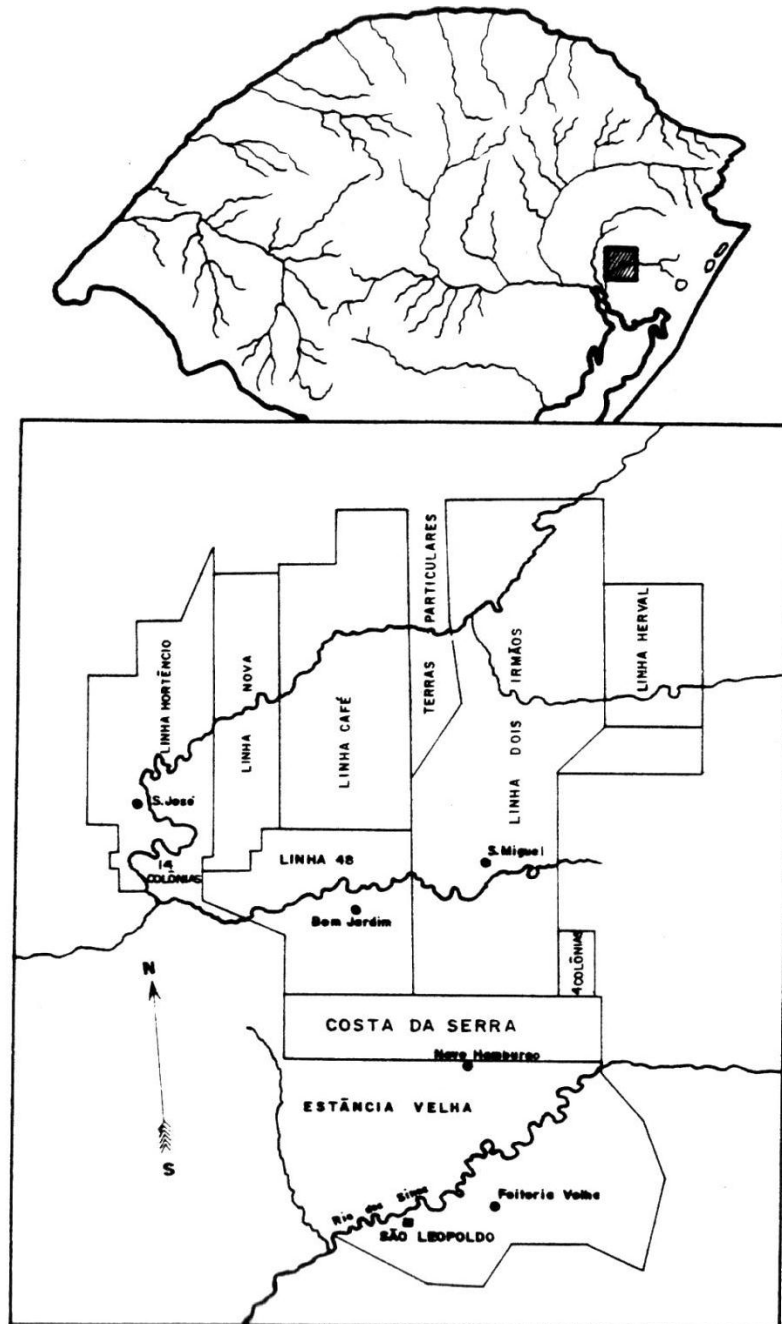 TERRAS PARTICULARES
LINHA HORTÊNCIO
LINHA NOVA
LINHA CAFÉ
LINHA DOIS IRMÃOS
LINHA HERVAL
S. José
14
COLÔNIAS
LINHA 48
S. Miguel
Bom Jardim
4 COLÔNIAS
N
S
COSTA DA SERRA
Novo Hamburgo
ESTÂNCIA VELHA
Rio dos Sinos
Feitoria Velha
SÃO LEOPOLDO